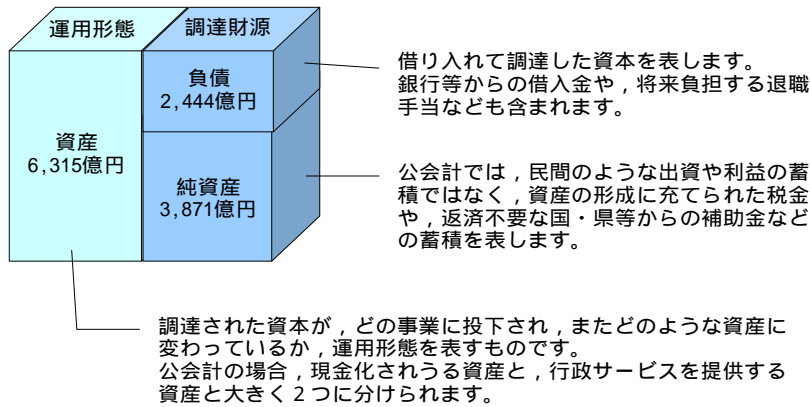 運用形態
調達財源
資産
6,315億円
負債
2,444億円
純資産
3,871億円
借り入れて調達した資本を表します。
銀行等からの借入金や，将来負担する退職
手当なども含まれます。
公会計では，民間のような出資や利益の蓄
積ではなく，資産の形成に充てられた税金
や，返済不要な国・県等からの補助金など
の蓄積を表します。
調達された資本が，どの事業に投下され，またどのような資産に
変わっているか，運用形態を表すものです。
公会計の場合，現金化されうる資産と，行政サービスを提供する
資産と大きく２つに分けられます。